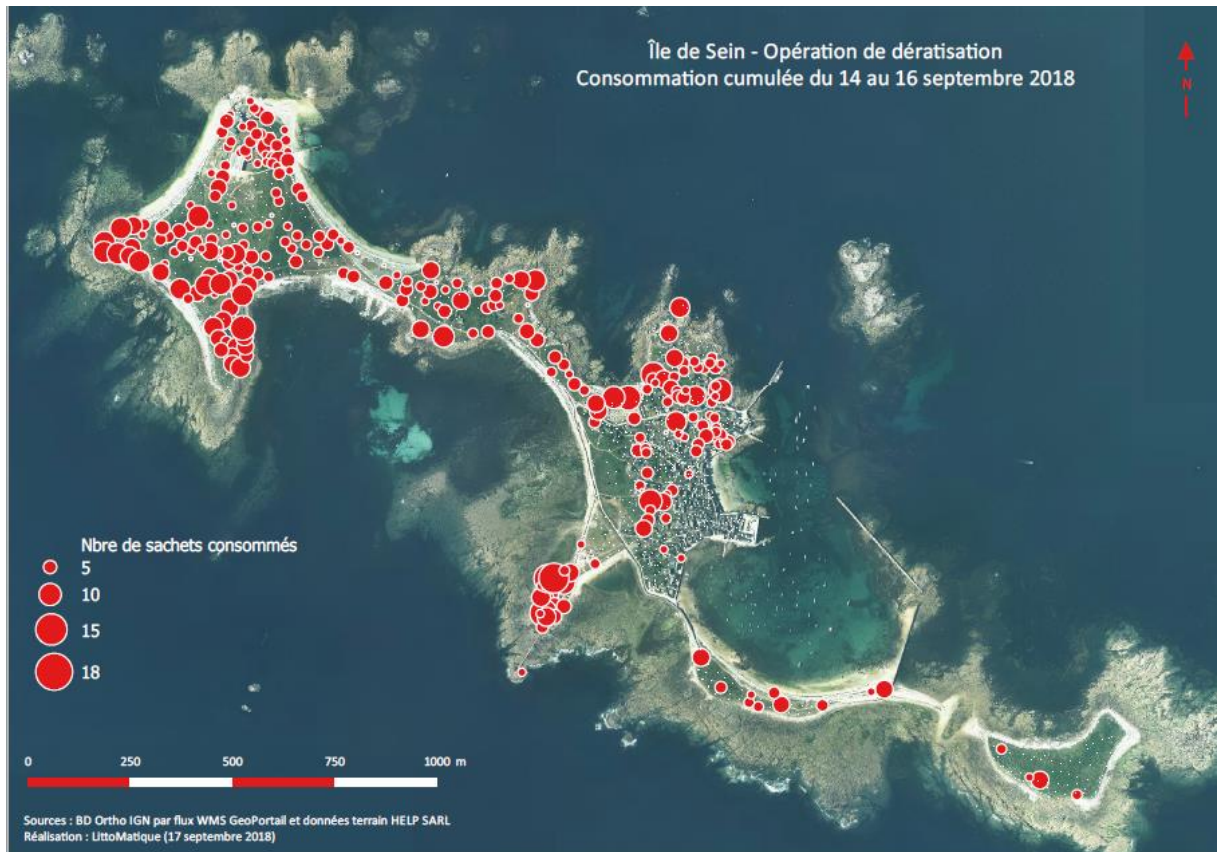 Île de Sein - Opération de dératisation
Consommation cumulée du 14 au 16 septembre 2018
N
Nbre de sachets consommés
5
10
15
18
0 250 500 750 1000 m
Sources : BD Ortho IGN par flux WMS GeoPortail et données terrain HELP SARL
Réalisation : LittoMatique (17 septembre 2018)